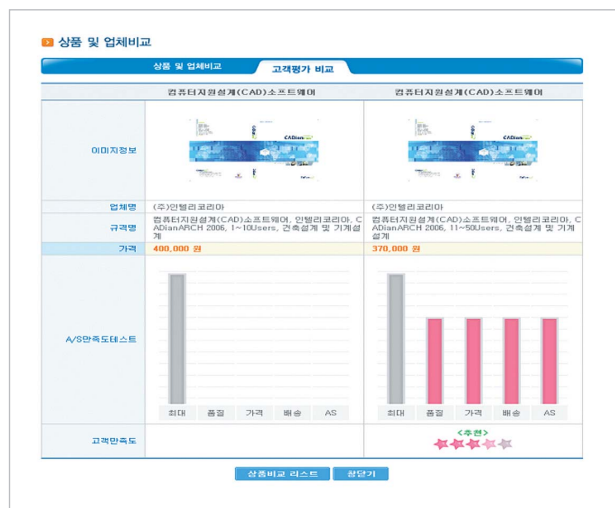 상품 및 업체비교
상품 및 업체비교 고객평가 비교
컴퓨터지원설계(CAD)소프트웨어 컴퓨터지원설계(CAD)소프트웨어
이미지정보
CADian CADian
업체명 (주)인텔리코리아 (주)인텔리코리아
규격명 컴퓨터지원설계(CAD)소프트웨어, 인텔리코리아, C 컴퓨터지원설계(CAD)소프트웨어, 인텔리코리아, C
ADianARCH 2006, 1~10Users, 건축설계 및 기계설 ADianARCH 2006, 11~50Users, 건축설계 및 기계
계 설계
가격 400,000 원 370,000 원
A/S만족도테스트
최대 품질 가격 배송 AS 최대 품질 가격 배송 AS
고객만족도 <추천>
상품비교 리스트 창닫기